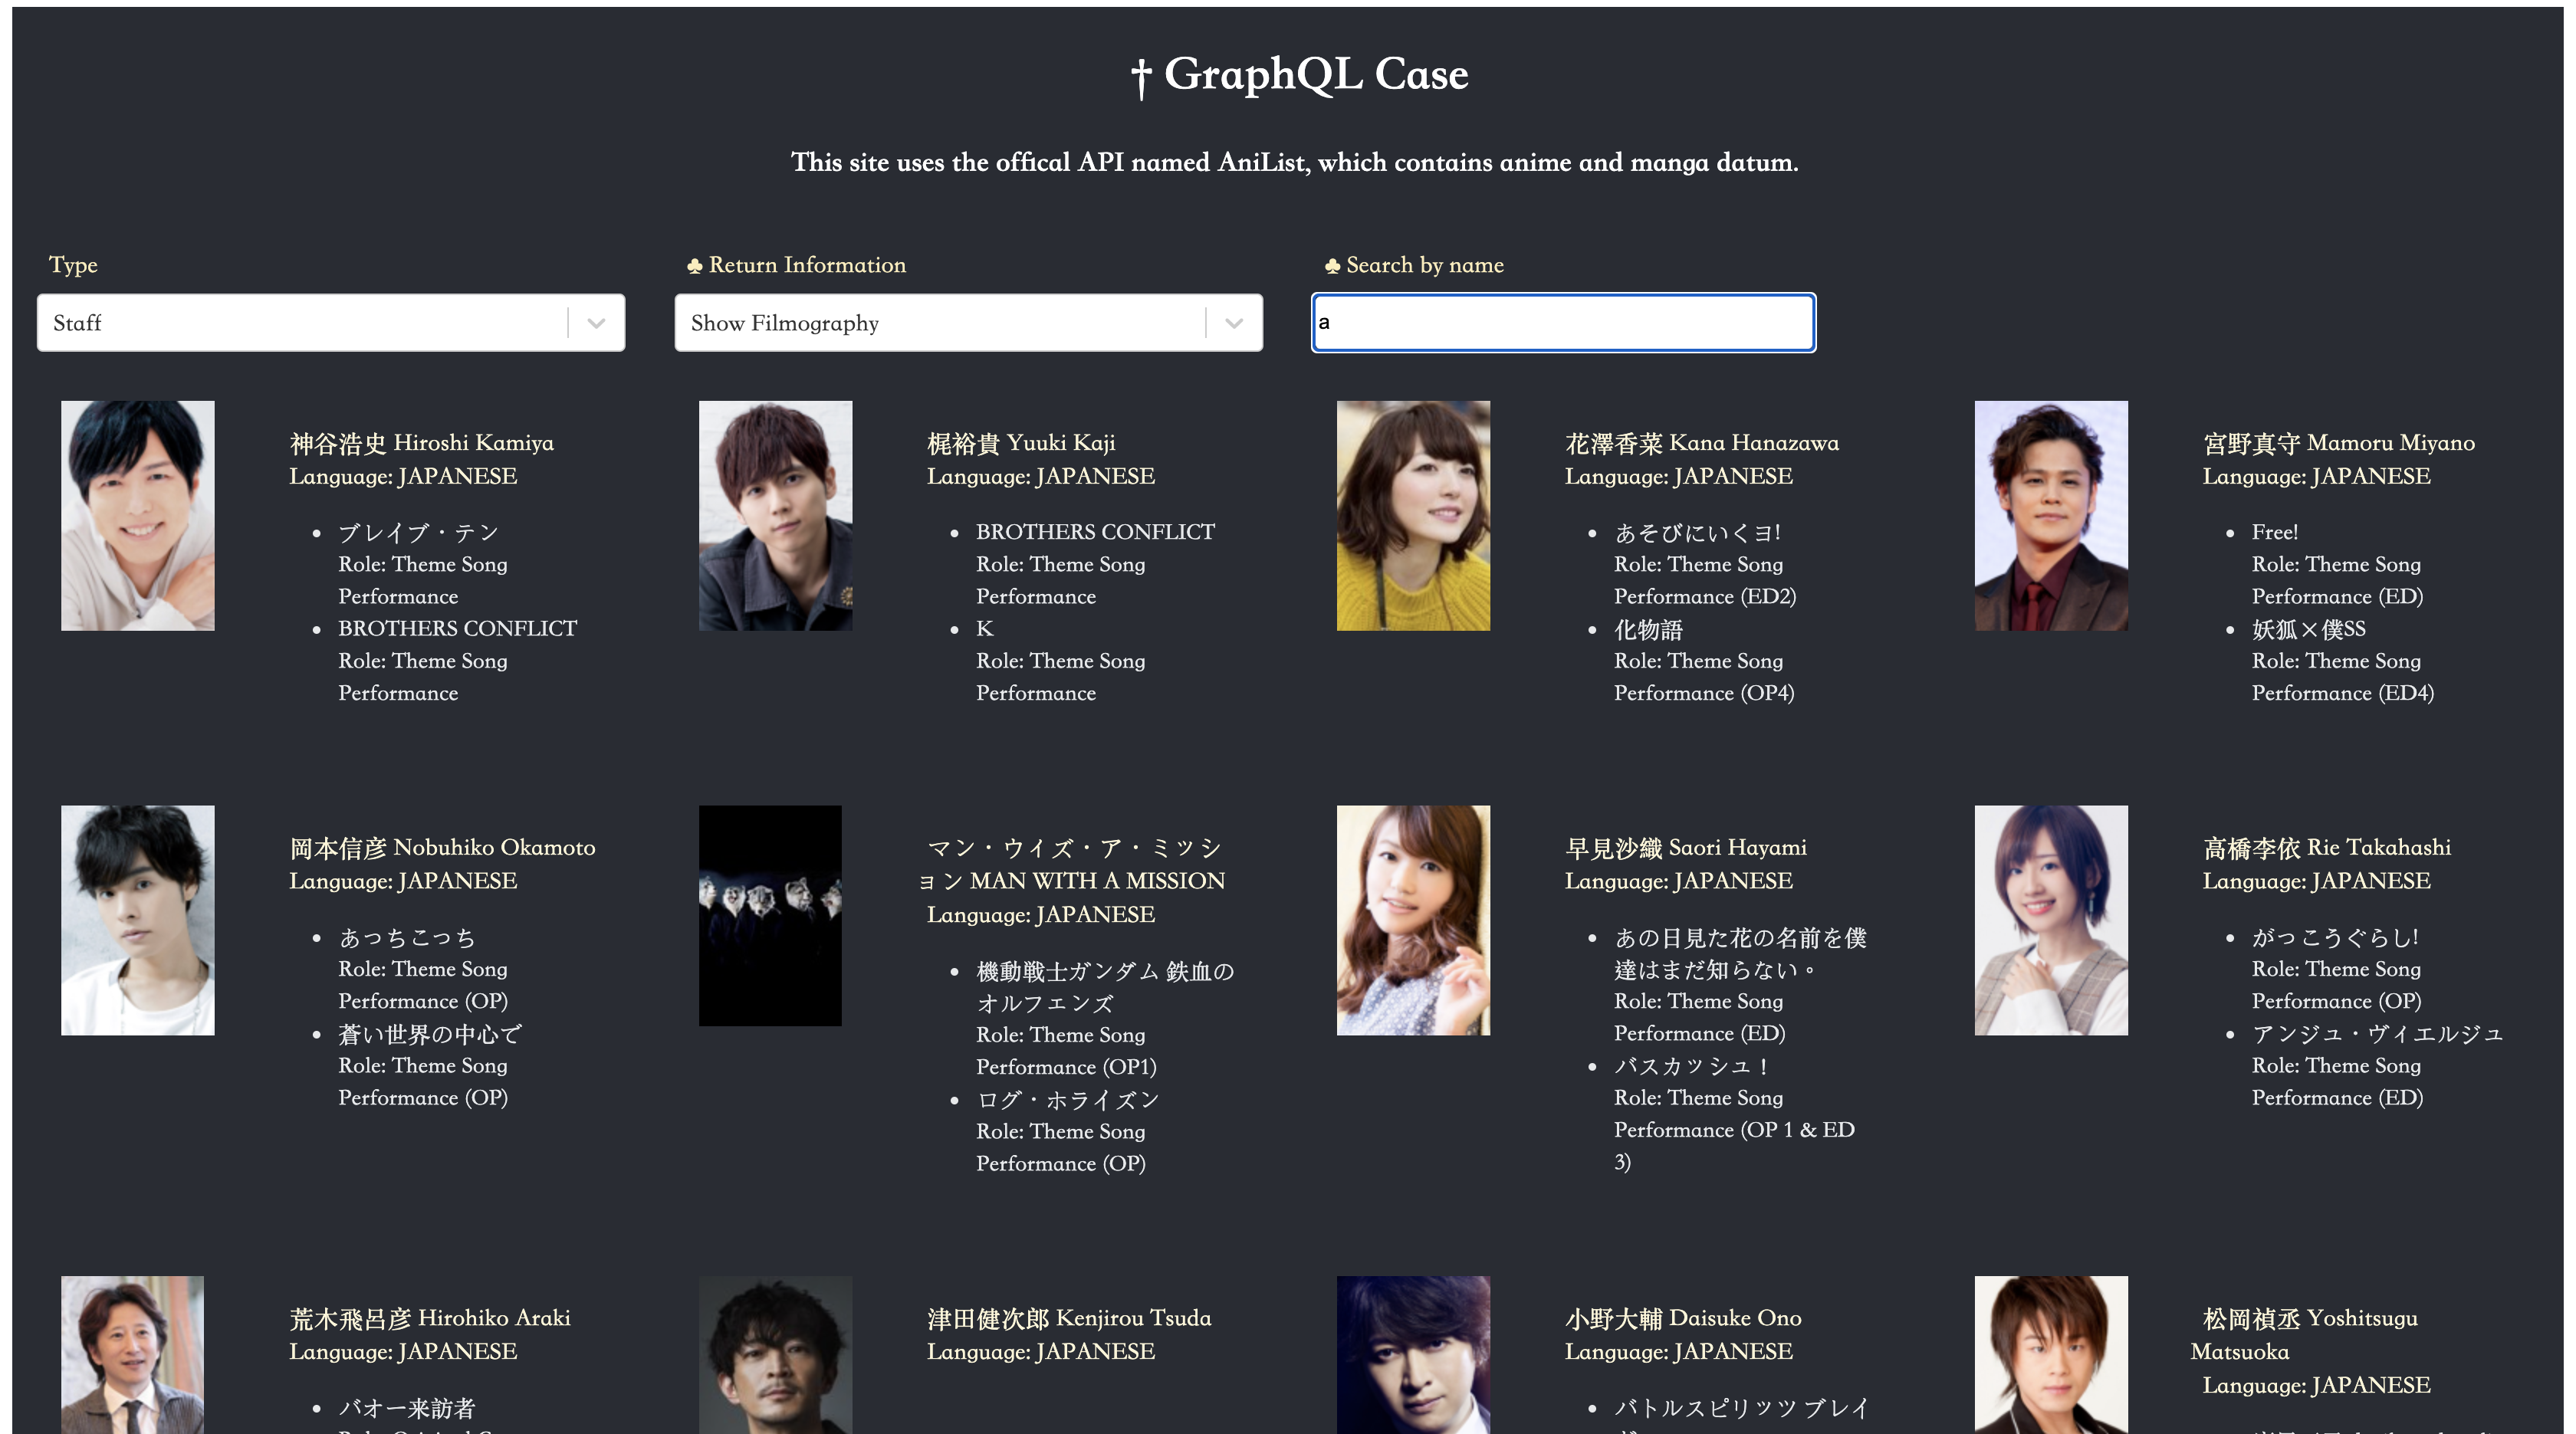 † GraphQL Case
This site uses the offical API named AniList, which contains anime and manga datum.
Type
♣ Return Information
♣ Search by name
Staff
Show Filmography
a
神谷浩史 Hiroshi Kamiya
Language: JAPANESE
• ブレイブ・テン
Role: Theme Song
Performance
• BROTHERS CONFLICT
Role: Theme Song
Performance
梶裕貴 Yuuki Kaji
Language: JAPANESE
• BROTHERS CONFLICT
Role: Theme Song
Performance
• K
Role: Theme Song
Performance
花澤香菜 Kana Hanazawa
Language: JAPANESE
• あそびにいくヨ!
Role: Theme Song
Performance (ED2)
• 化物語
Role: Theme Song
Performance (OP4)
宮野真守 Mamoru Miyano
Language: JAPANESE
• Free!
Role: Theme Song
Performance (ED)
• 妖狐×僕SS
Role: Theme Song
Performance (ED4)
岡本信彦 Nobuhiko Okamoto
Language: JAPANESE
• あっちこっち
Role: Theme Song
Performance (OP)
• 蒼い世界の中心で
Role: Theme Song
Performance (OP)
マン・ウィズ・ア・ミッシ
ョン MAN WITH A MISSION
Language: JAPANESE
• 機動戦士ガンダム 鉄血の
オルフェンズ
Role: Theme Song
Performance (OP1)
• ログ・ホライズン
Role: Theme Song
Performance (OP)
早見沙織 Saori Hayami
Language: JAPANESE
• あの日見た花の名前を僕
達はまだ知らない。
Role: Theme Song
Performance (ED)
• バスカッシュ！
Role: Theme Song
Performance (OP 1 & ED
3)
高橋李依 Rie Takahashi
Language: JAPANESE
• がっこうぐらし!
Role: Theme Song
Performance (OP)
• アンジュ・ヴィエルジュ
Role: Theme Song
Performance (ED)
荒木飛呂彦 Hirohiko Araki
Language: JAPANESE
• バオー来訪者
津田健次郎 Kenjirou Tsuda
Language: JAPANESE
小野大輔 Daisuke Ono
Language: JAPANESE
• バトルスピリッツ ブレイ
松岡禎丞 Yoshitsugu
Matsuoka
Language: JAPANESE